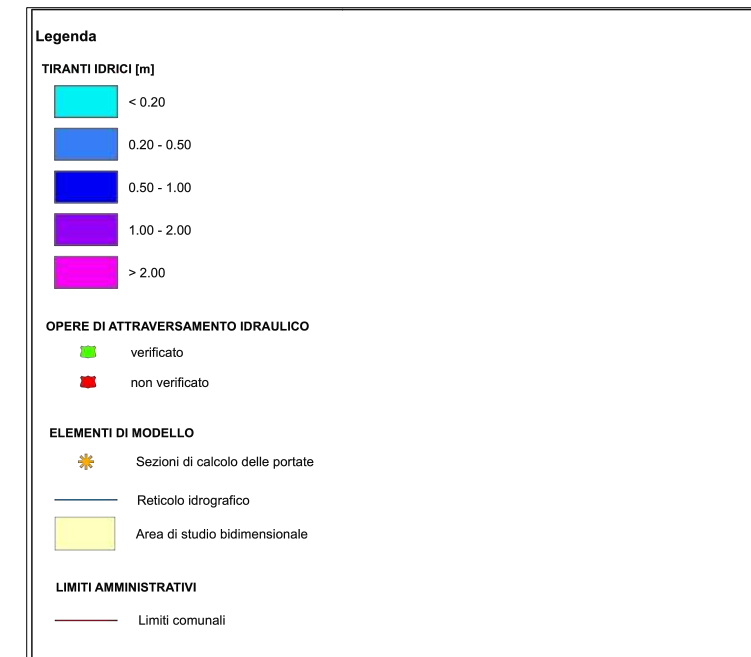 Legenda
TIRANTI IDRICI [m]
< 0.20
0.20 - 0.50
0.50 - 1.00
1.00 - 2.00
> 2.00
OPERE DI ATTRAVERSAMENTO IDRAULICO
verificato
non verificato
ELEMENTI DI MODELLO
Sezioni di calcolo delle portate
Reticolo idrografico
Area di studio bidimensionale
LIMITI AMMINISTRATIVI
Limiti comunali